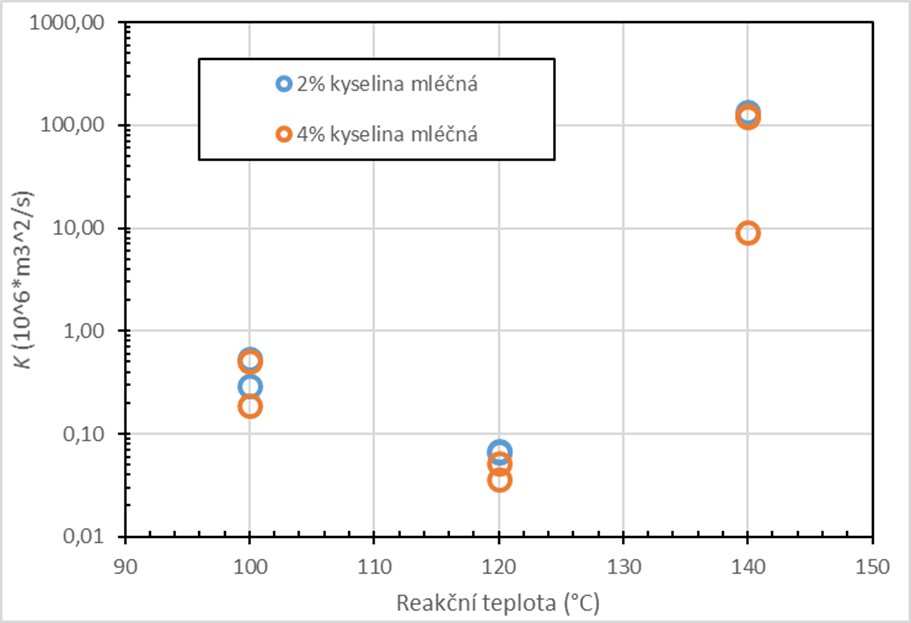 1000,00
100,00
10,00
1,00
0,10
0,01
K (10^6*m3^2/s)
2% kyselina mléčná
4% kyselina mléčná
90 100 110 120 130 140 150
Reakční teplota (°C)